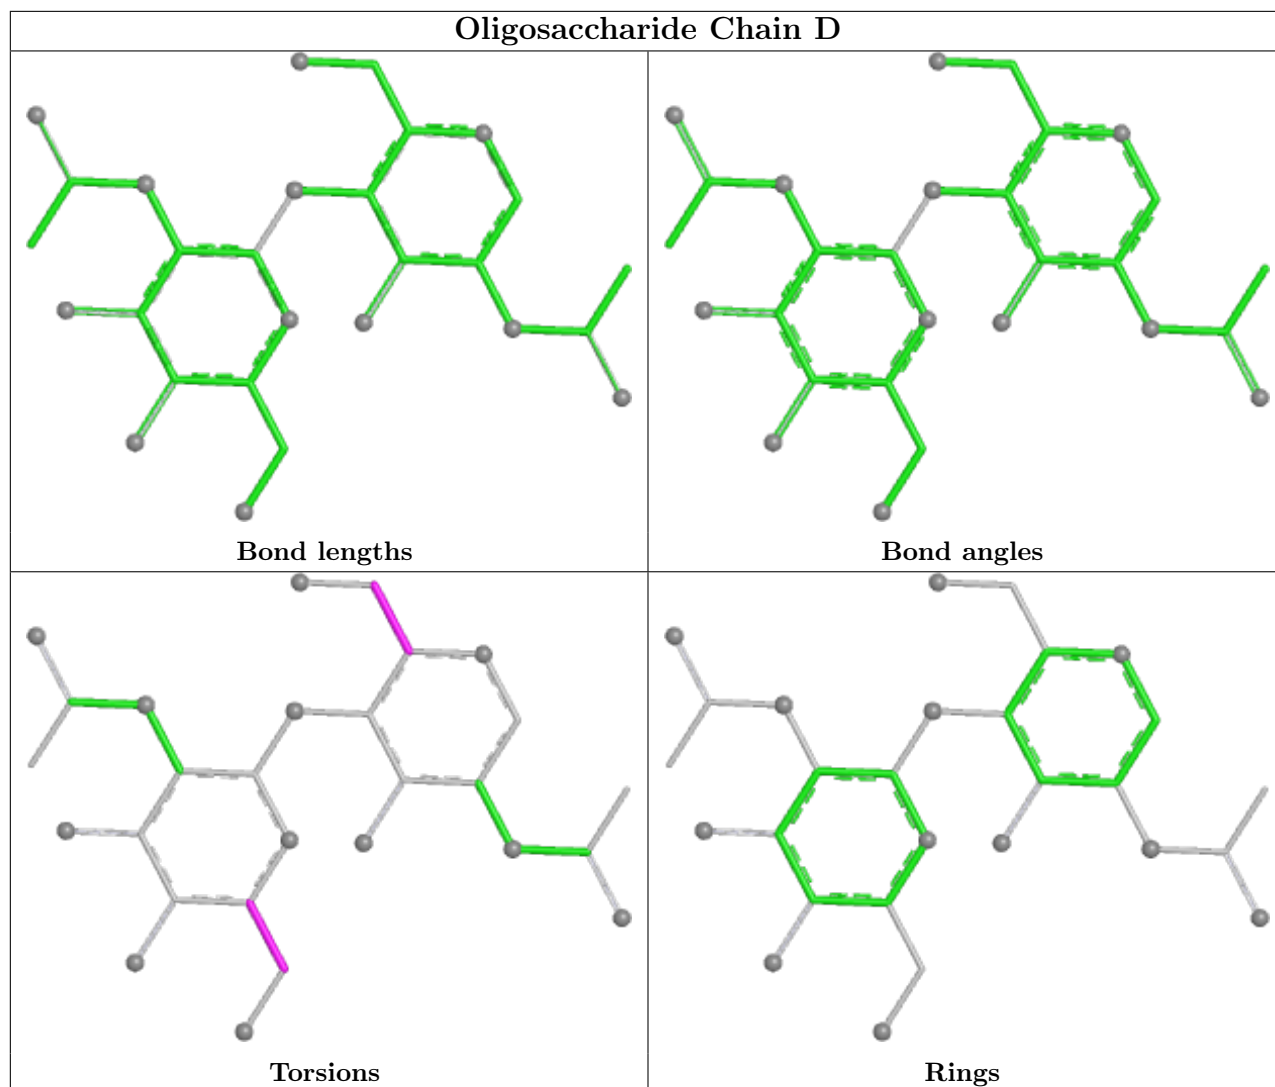 Oligosaccharide Chain D
Bond lengths
Bond angles
Torsions
Rings